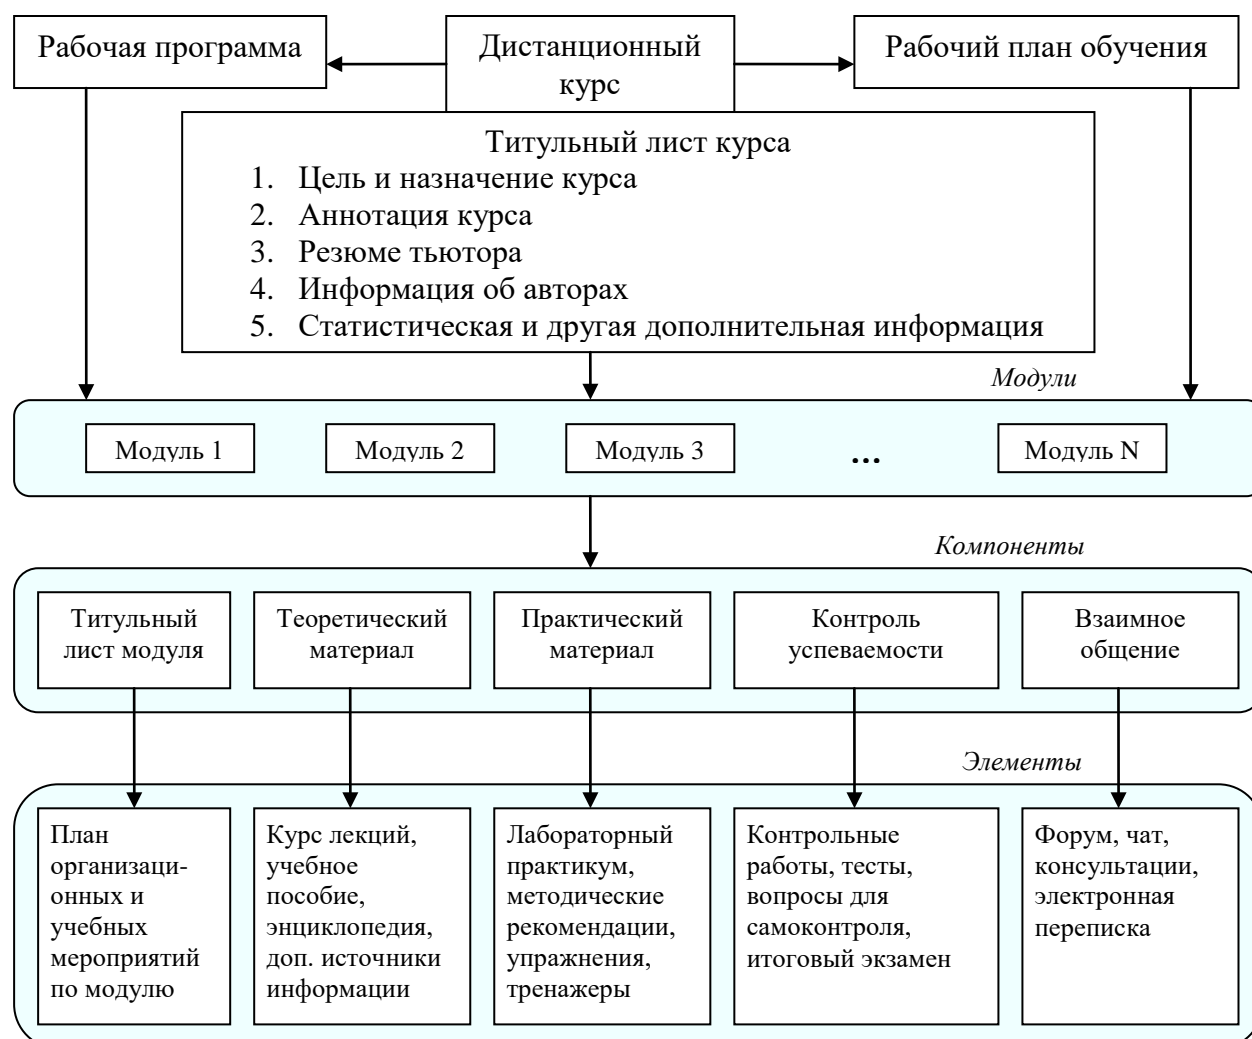 Рабочая программа
Дистанционный
курс
Рабочий план обучения
Титульный лист курса
1. Цель и назначение курса
2. Аннотация курса
3. Резюме тьютора
4. Информация об авторах
5. Статистическая и другая дополнительная информация
Модули
Модуль 1
Модуль 2
Модуль 3
...
Модуль N
Компоненты
Титульный
лист модуля
Теоретический
материал
Практический
материал
Контроль
успеваемости
Взаимное
общение
Элементы
План
организаци-
онных и
учебных
мероприятий
по модулю
Курс лекций,
учебное
пособие,
энциклопедия,
доп. источники
информации
Лабораторный
практикум,
методические
рекомендации,
упражнения,
тренажеры
Контрольные
работы, тесты,
вопросы для
самоконтроля,
итоговый экзамен
Форум, чат,
консультации,
электронная
переписка